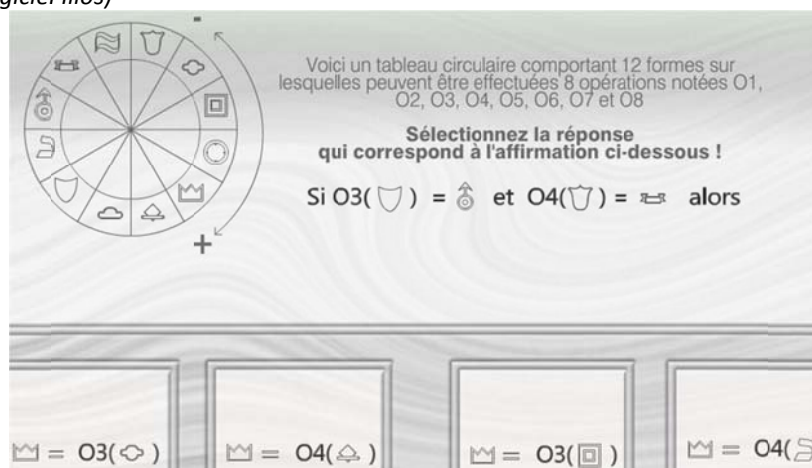 giciel Illos)
-
Voici un tableau circulaire comportant 12 formes sur
lesquelles peuvent être effectuées 8 opérations notées O1,
O2, O3, O4, O5, O6, O7 et O8
Sélectionnez la réponse
qui correspond à l'affirmation ci-dessous !
Si O3( ) = et O4( ) = alors
+
= O3( )
= O4( )
= O3( )
= O4(